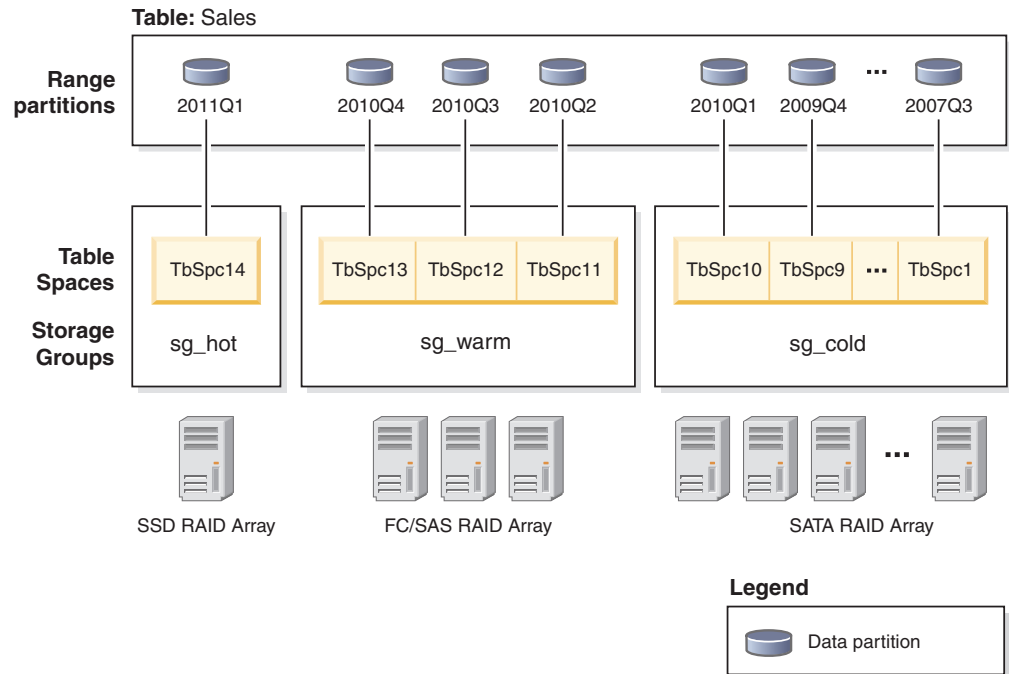 Table: Sales
Range
partitions
2011Q1
2010Q4
2010Q3
2010Q2
2010Q1
2009Q4
...
2007Q3
Table
Spaces
TbSpc14
TbSpc13
TbSpc12
TbSpc11
TbSpc10
TbSpc9
...
TbSpc1
Storage
Groups
sg_hot
sg_warm
sg_cold
...
SSD RAID Array
FC/SAS RAID Array
SATA RAID Array
Legend
Data partition